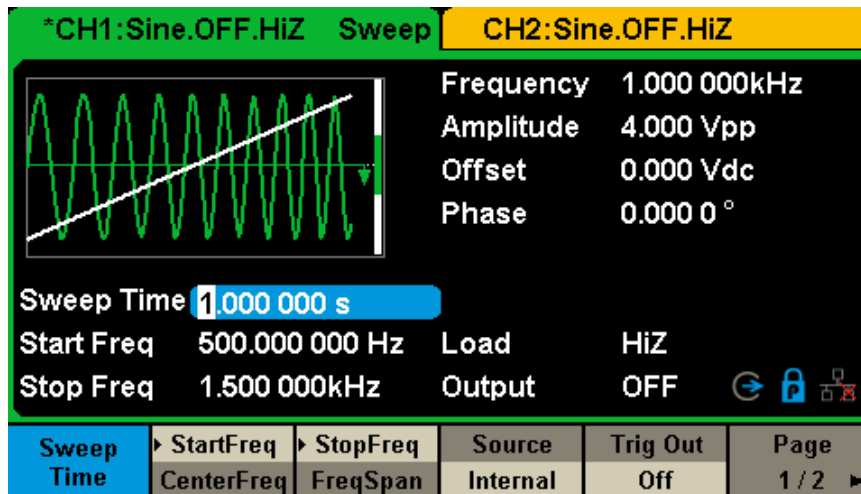 *CH1:Sine.OFF.HiZ Sweep CH2:Sine.OFF.HiZ
Frequency 1.000 000kHz
Amplitude 4.000 Vpp
Offset 0.000 Vdc
Phase 0.000 0 °
Sweep Time 1.000 000 s
Start Freq 500.000 000 Hz Load HiZ
Stop Freq 1.500 000kHz Output OFF P
Sweep Time StartFreq StopFreq Source Trig Out Page
CenterFreq FreqSpan Internal Off 1 / 2